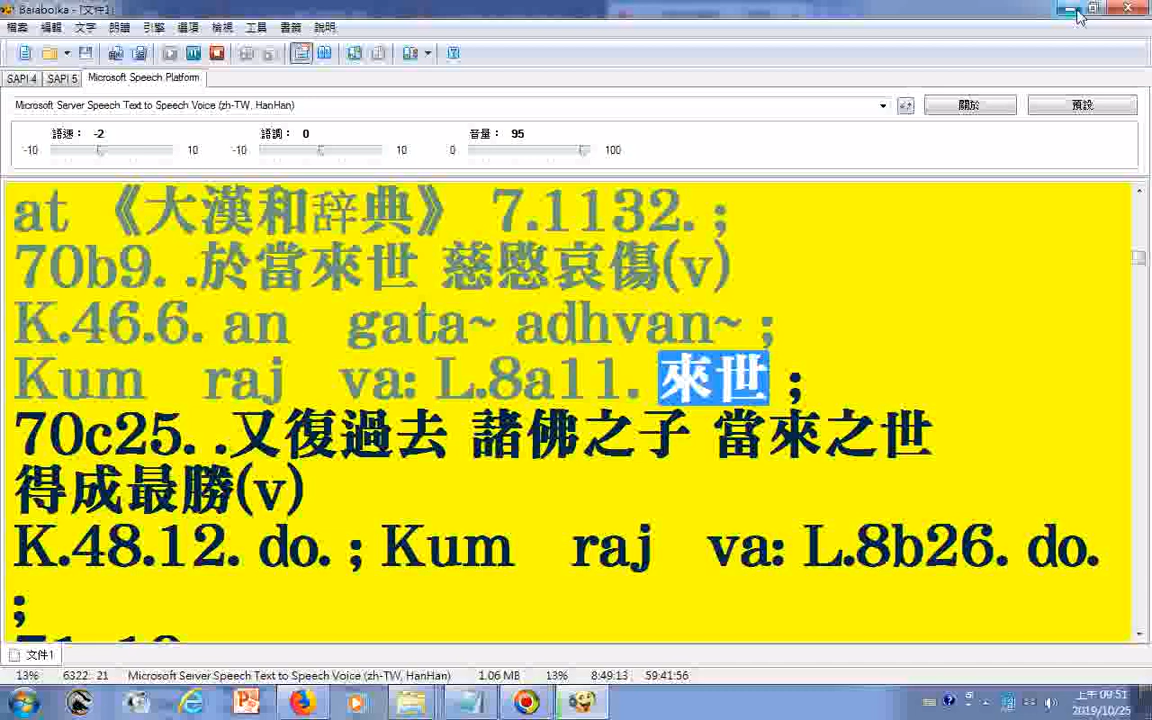 Balabolka - [文件1]
檔案 編輯 文字 朗讀 引擎 選項 檢視 工具 書籤 說明
SAPI 4 SAPI 5 Microsoft Speech Platform
Microsoft Server Speech Text to Speech Voice (zh-TW, HanHan) 關於 預設
語速： -2 語調： 0 音量： 95
-10 10 -10 10 0 100
at 《大漢和辞典》 7.1132. ;
70b9. .於當來世 慈愍哀傷(v)
K.46.6. an gata~ adhvan~ ;
Kum raj va: L.8a11. 來世 ;
70c25. .又復過去 諸佛之子 當來之世
得成最勝(v)
K.48.12. do. ; Kum raj va: L.8b26. do.
;
文件1
13% 6322: 21 Microsoft Server Speech Text to Speech Voice (zh-TW, HanHan) 1.06 MB 13% 8:49:13 59:41:56
上午 09:51
2019/10/25